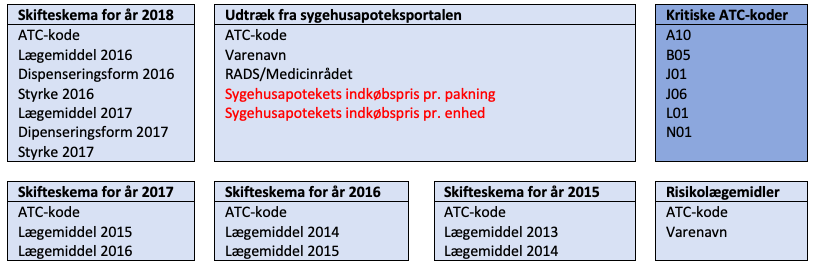 Skifteskema for år 2018
ATC-kode
Lægemiddel 2016
Dispenseringsform 2016
Styrke 2016
Lægemiddel 2017
Dipenseringsform 2017
Styrke 2017
Udtræk fra sygehusapoteksportalen
ATC-kode
Varenavn
RADS/Medicinrådet
Sygehusapotekets indkøbspris pr. pakning
Sygehusapotekets indkøbspris pr. enhed
Kritiske ATC-koder
A10
B05
J01
J06
L01
N01
Skifteskema for år 2017
ATC-kode
Lægemiddel 2015
Lægemiddel 2016
Skifteskema for år 2016
ATC-kode
Lægemiddel 2014
Lægemiddel 2015
Skifteskema for år 2015
ATC-kode
Lægemiddel 2013
Lægemiddel 2014
Risikolægemidler
ATC-kode
Varenavn